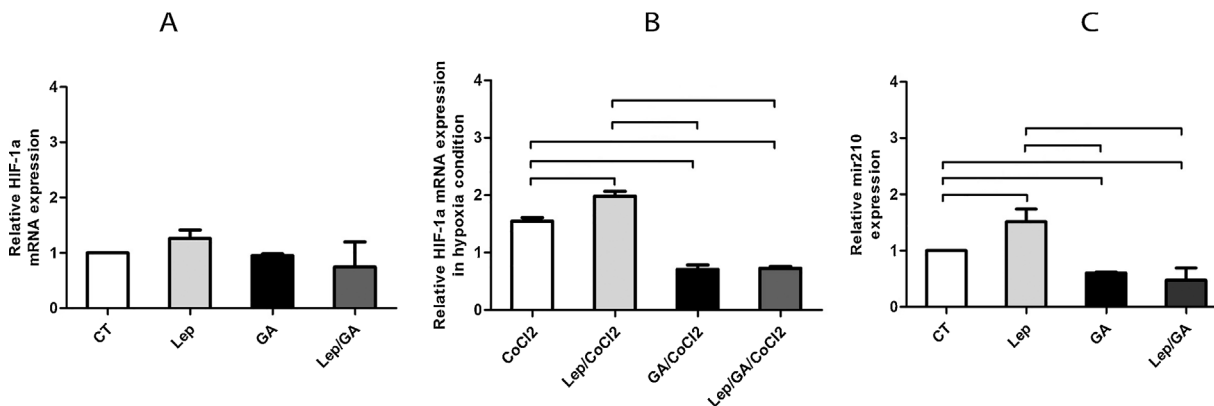 A
B
C
Relative HIF-1a
mRNA expression
4
3
2
1
0
CT
Lep
GA
Lep/GA
Relative HIF-1a mRNA expression
in hypoxia condition
4
3
2
1
0
CoCl2
Lep/CoCl2
GA/CoCl2
Lep/GA/CoCl2
Relative mir210
expression
4
3
2
1
0
CT
Lep
GA
Lep/GA